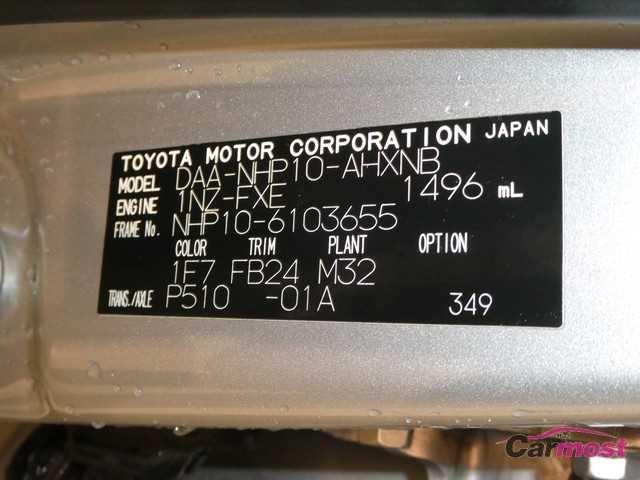 TOYOTA MOTOR CORPORATION JAPAN
MODEL DAA-NHP10-AHXNB
ENGINE 1NZ-FXE 1496 mL
FRAME No. NHP10-6103655
COLOR TRIM PLANT OPTION
1F7 FB24 M32
TRANS./AXLE P510 -01A 349
Carmost